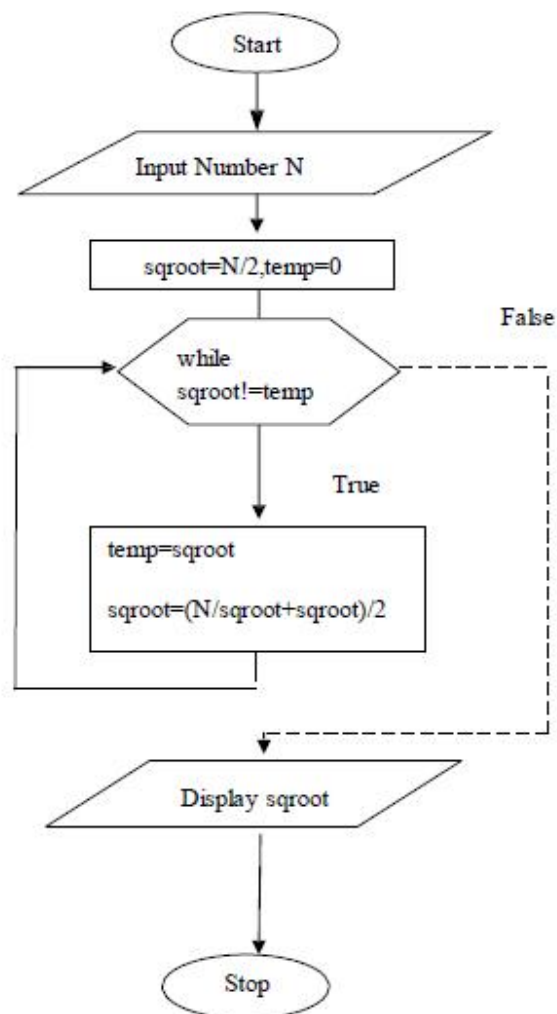 Start
Input Number N
sqroot=N/2,temp=0
False
while
sqroot!=temp
True
temp=sqroot
sqroot=(N/sqroot+sqroot)/2
Display sqroot
Stop